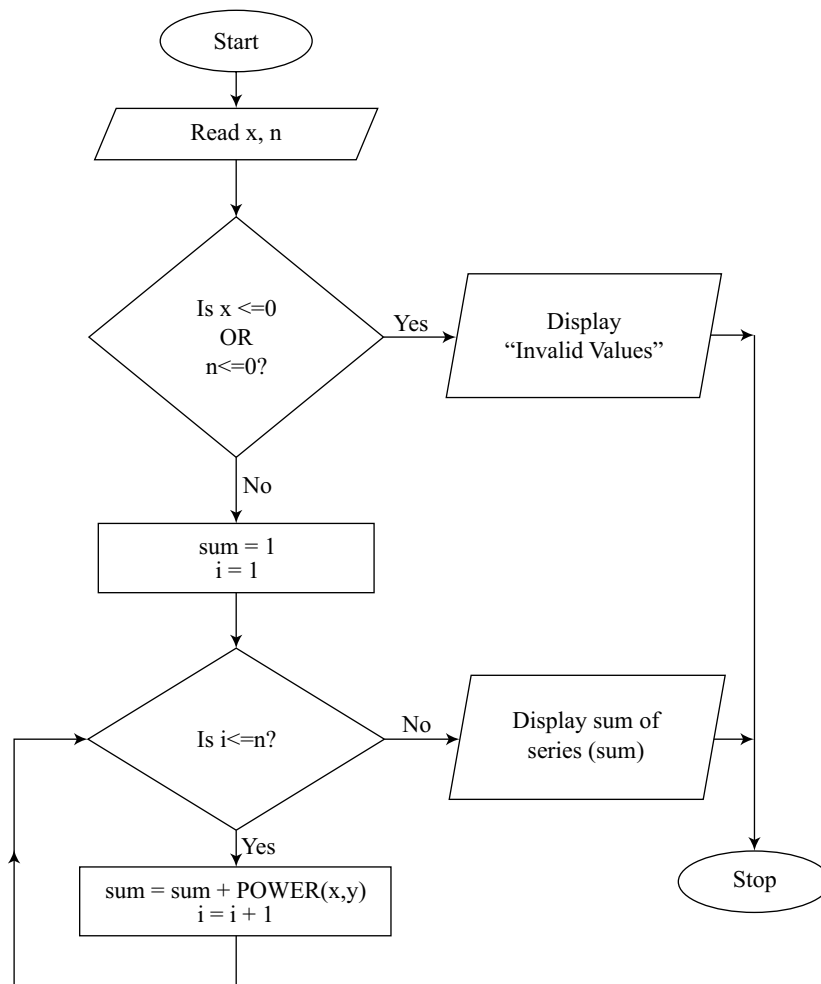 Start
Read x, n
Is x <=0
OR
n<=0?
Yes
Display
“Invalid Values”
No
sum = 1
i = 1
Is i<=n?
No
Display sum of
series (sum)
Yes
sum = sum + POWER(x,y)
i = i + 1
Stop